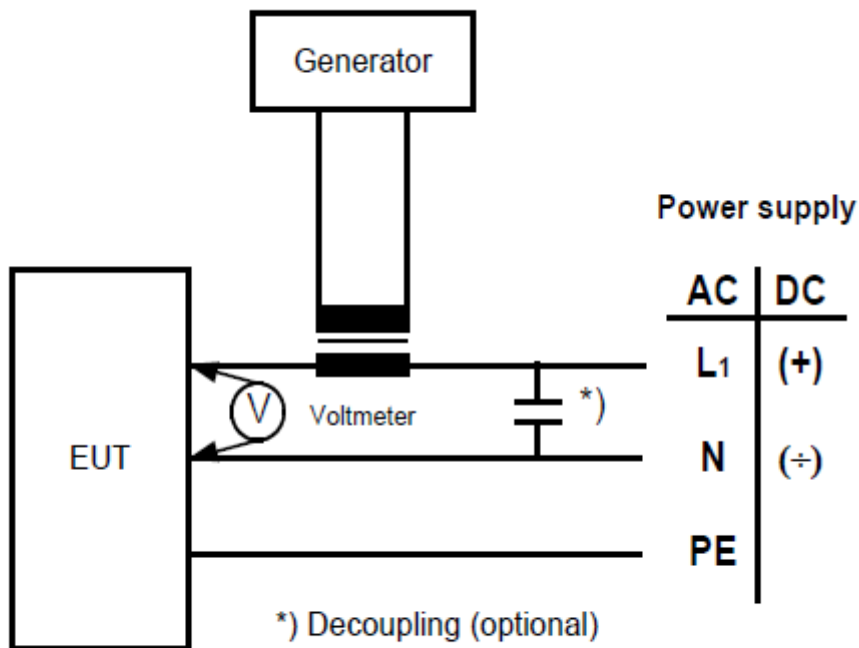 Generator
Power supply
AC DC
L1 (+)
*)
V Voltmeter
EUT
N (÷)
PE
*) Decoupling (optional)